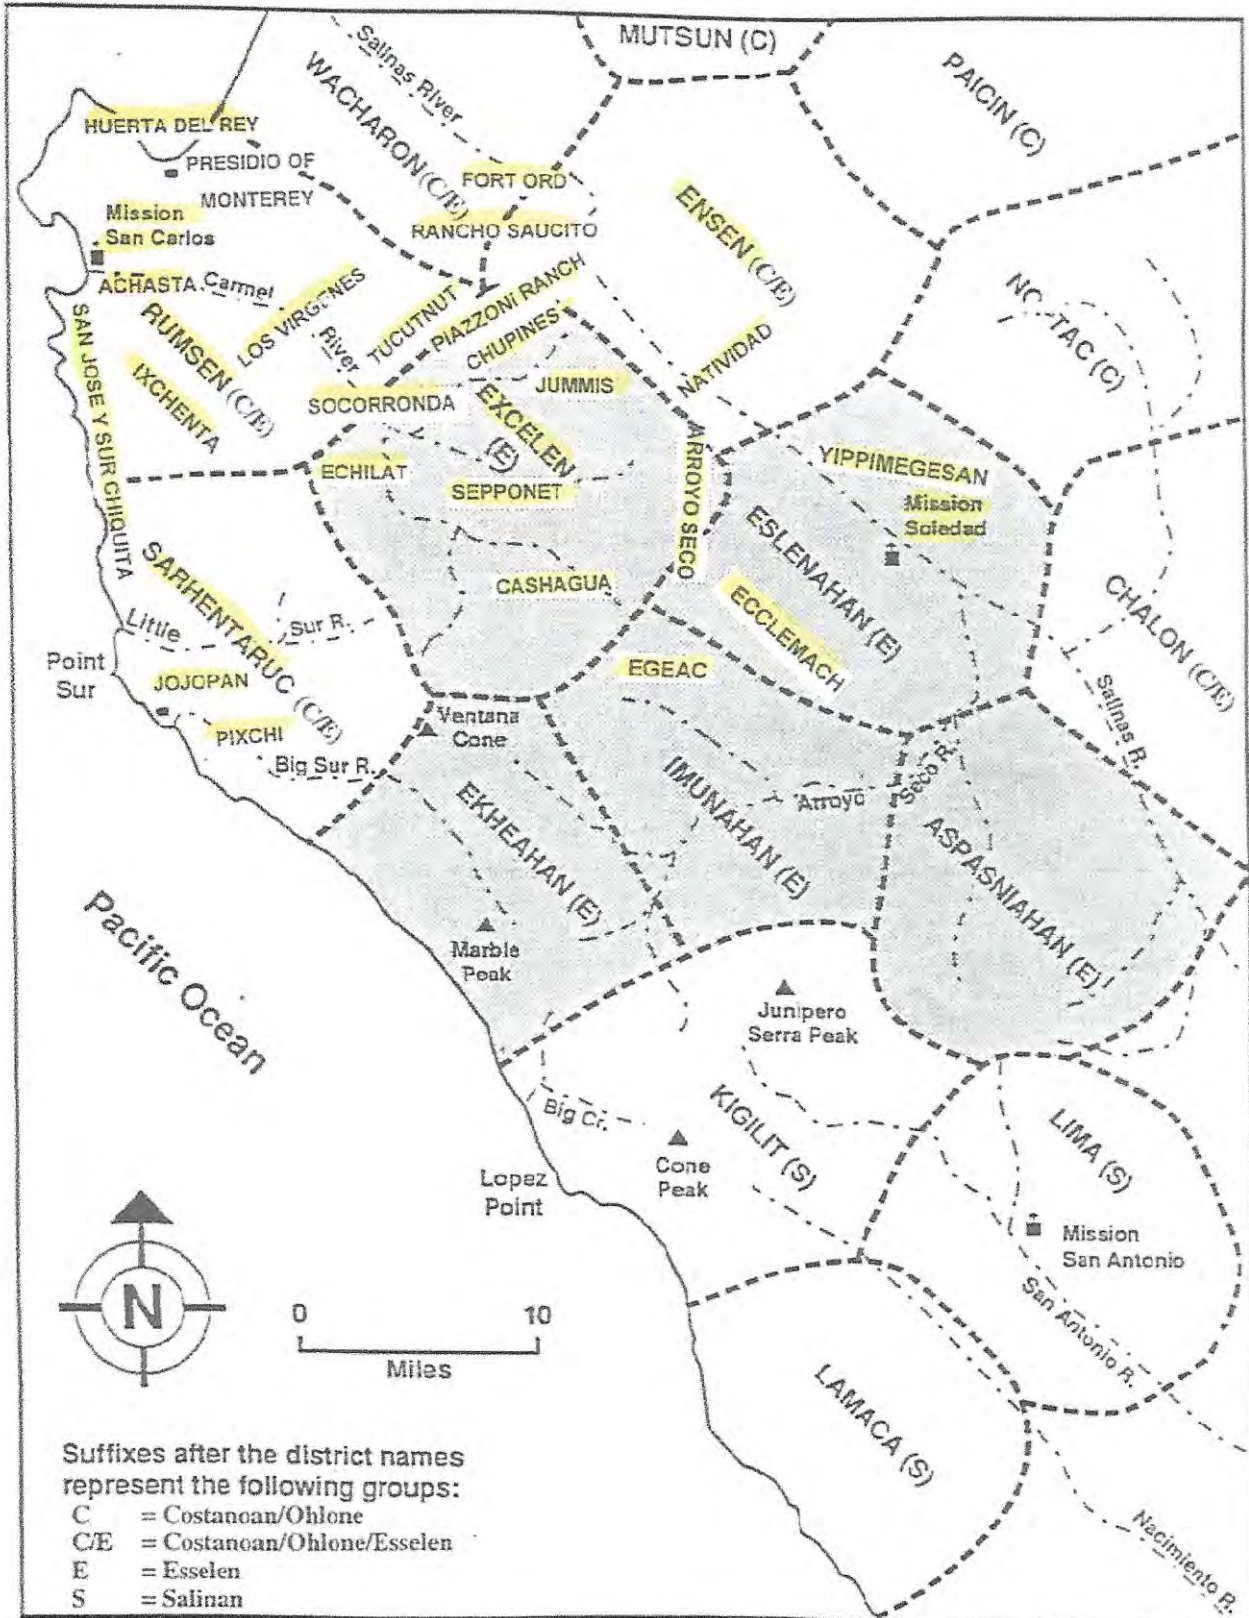 MUTSUN (C)
PAICIN (C)
Salinas River
WACHARON (C/E)
HUERTA DEL REY
PRESIDIO OF
MONTEREY
FORT ORD
RANCHO SAUCITO
ENSEN (C/E)
Mission
San Carlos
ACHASTA
Carmel
River
LOS VIRGENES
TUCUTNUT
PIAZZONI RANCH
CHUPINES
NATIVIDAD
RUMSEN (C/E)
IXCHENTA
SAN JOSE Y SUR CHIQUITA
SOCORRONDA
JUMMIS
EXCELEN
(E)
ECHILAT
SEPPONET
CASHAGUA
ARROYO SECO
YIPPIMEGESAN
Mission
Soledad
ESLENAHAN (E)
ECCLEMACH
CHALON (C/E)
SARHENTARUC (C/E)
Little
Sur R.
Point
Sur
JOJOPAN
PIXCHI
Big Sur R.
EGEAC
Ventana
Cone
Salinas R.
IMUNAHAN (E)
Arroyo
Seco R.
EKHEAHAN (E)
ASPASNIAHAN (E)
Marble
Peak
Pacific Ocean
Junipero
Serra Peak
Big Cr.
KIGILIT (S)
LIMA (S)
Cone
Peak
Lopez
Point
Mission
San Antonio
San Antonio R.
N
0 10
Miles
LAMACA (S)
Nacimiento R.
Suffixes after the district names
represent the following groups:
C = Costanoan/Ohlone
C/E = Costanoan/Ohlone/Esselen
E = Esselen
S = Salinan